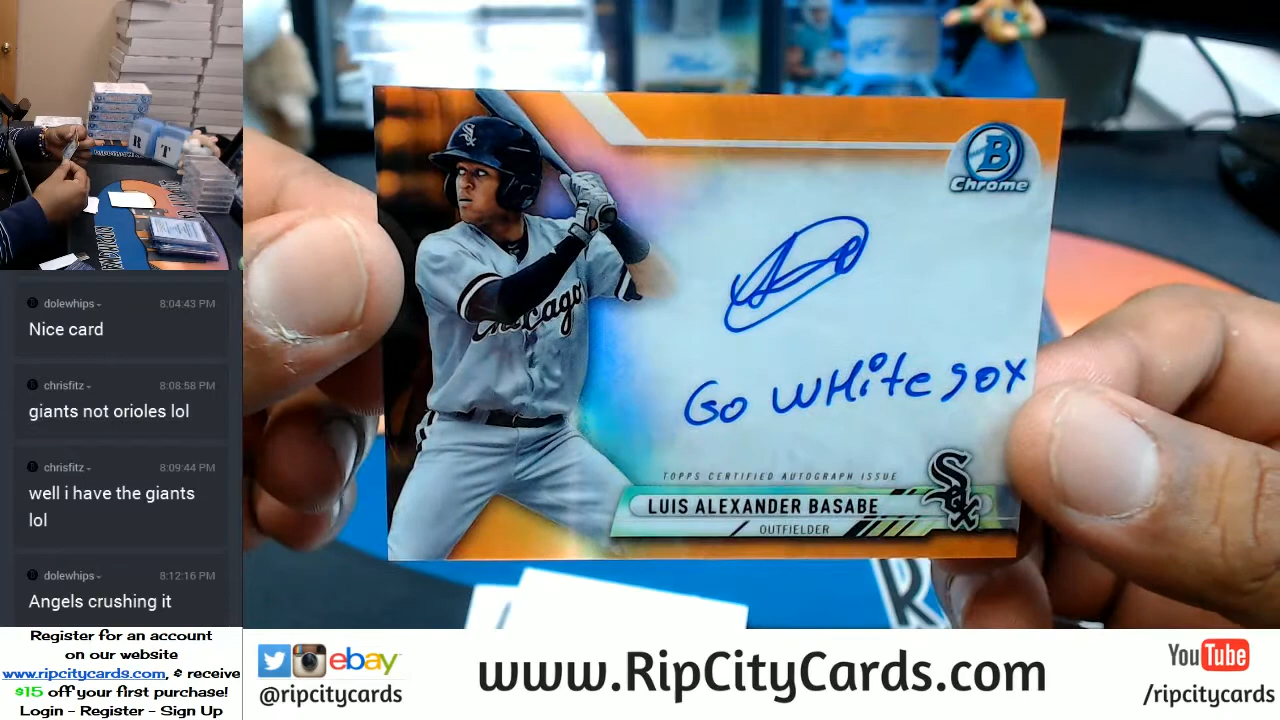 R T
dolewhips
8:04:43 PM
Nice card
chrisfitz
8:08:58 PM
giants not orioles lol
chrisfitz
8:09:44 PM
well i have the giants
lol
dolewhips
8:12:16 PM
Angels crushing it
Register for an account
on our website
www.ripcitycards.com, & receive
$15 off your first purchase!
Login - Register - Sign Up
B
Chrome
Chicago
Go white sox
TOPPS CERTIFIED AUTOGRAPH ISSUE
LUIS ALEXANDER BASABE
OUTFIELDER
Sox
R
ebay
@ripcitycards
www.RipCityCards.com
YouTube
/ripcitycards